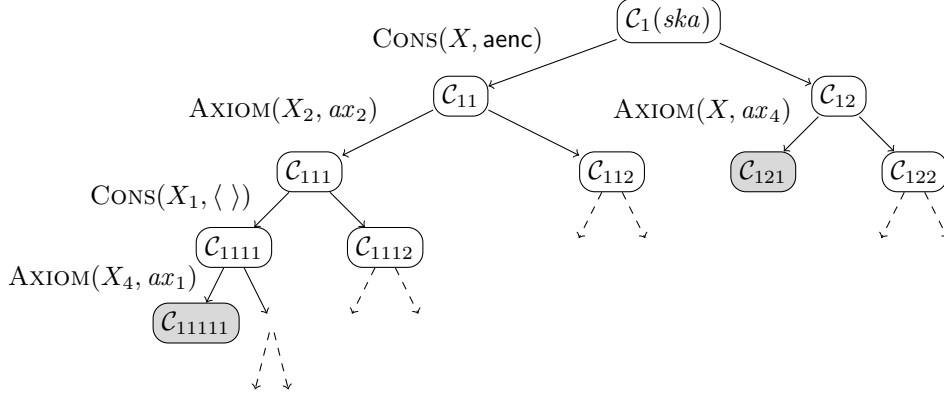 𝒞₁(ska)
CONS(X, aenc)
𝒞₁₁
𝒞₁₂
AXIOM(X₂, ax₂)
AXIOM(X, ax₄)
𝒞₁₁₁
𝒞₁₁₂
𝒞₁₂₁
𝒞₁₂₂
CONS(X₁, ⟨ ⟩)
𝒞₁₁₁₁
𝒞₁₁₁₂
AXIOM(X₄, ax₁)
𝒞₁₁₁₁₁